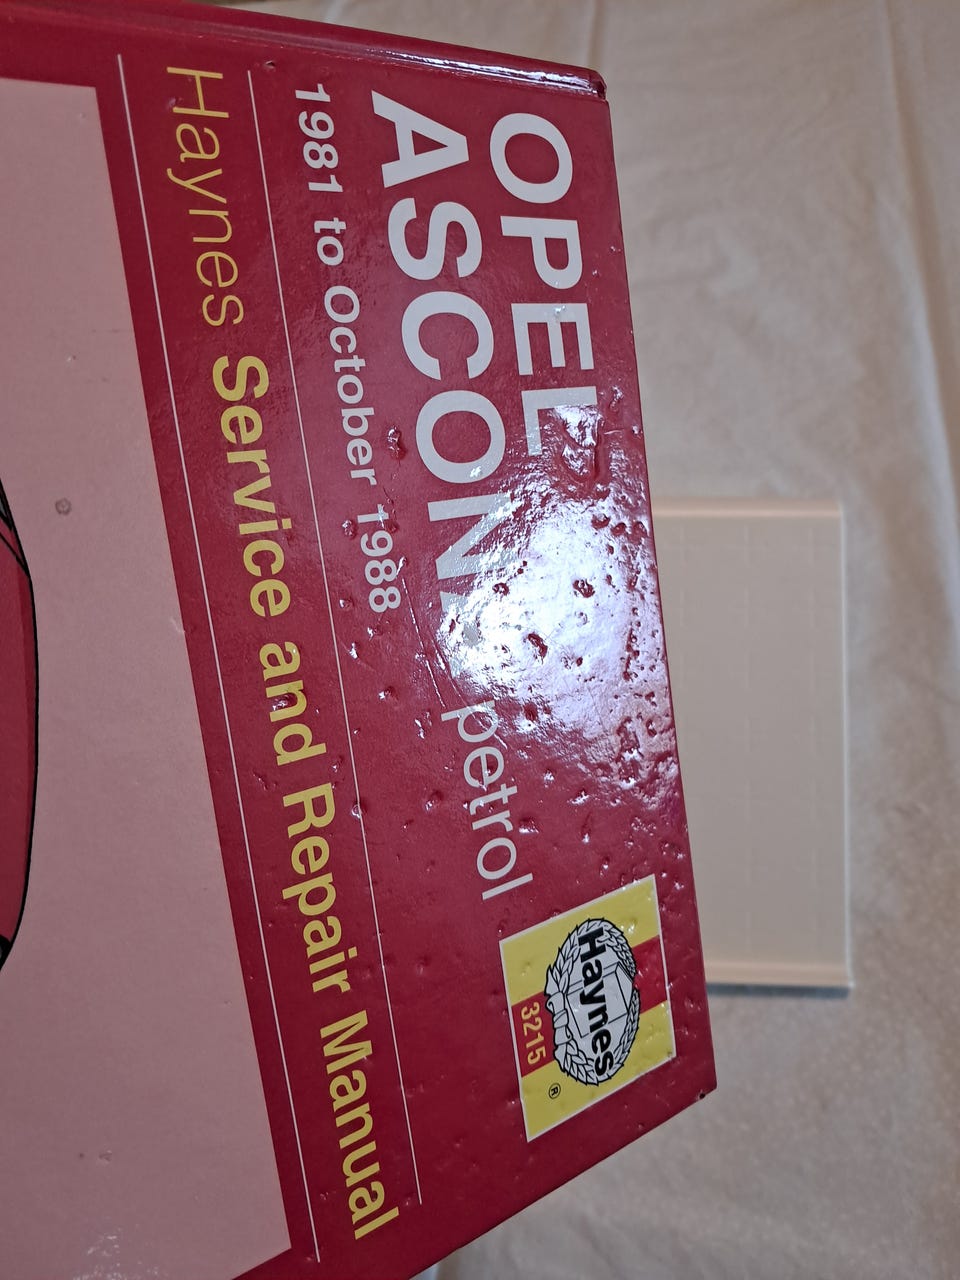 OPEL
ASCONA petrol
1981 to October 1988
Haynes Service and Repair Manual
Haynes
3215
®